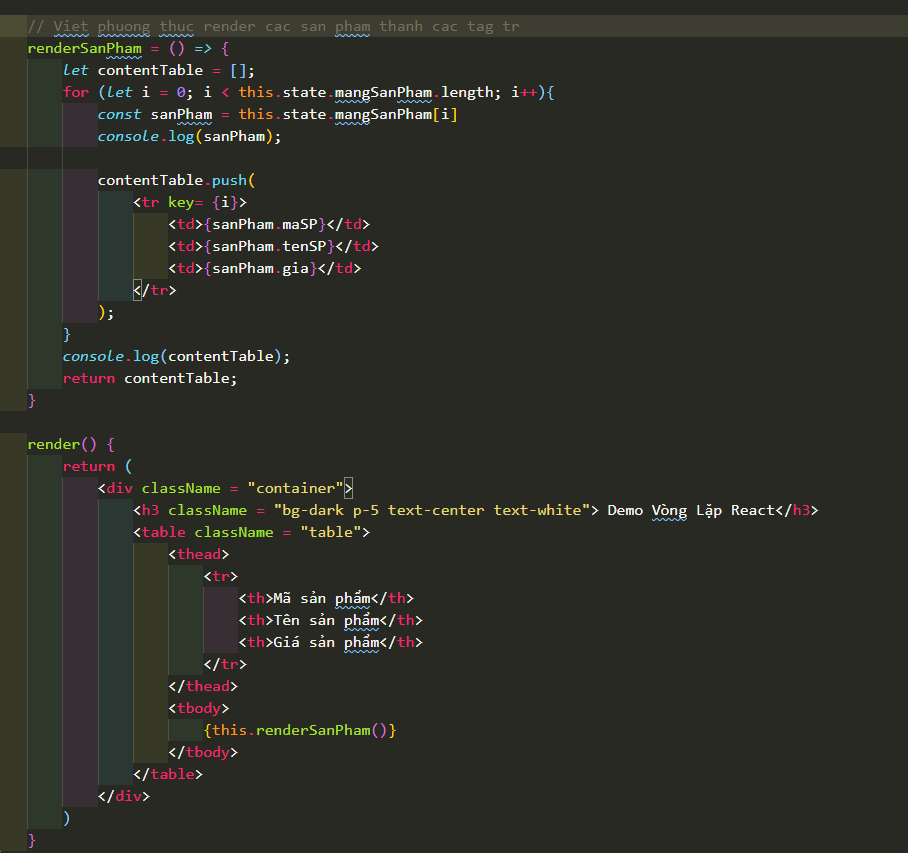 // Viet phuong thuc render cac san pham thanh cac tag tr
renderSanPham = () => {
let contentTable = [];
for (let i = 0; i < this.state.mangSanPham.length; i++){
const sanPham = this.state.mangSanPham[i]
console.log(sanPham);
contentTable.push(
<tr key= {i}>
<td>{sanPham.maSP}</td>
<td>{sanPham.tenSP}</td>
<td>{sanPham.gia}</td>
</tr>
);
}
console.log(contentTable);
return contentTable;
}
render() {
return (
<div className = "container">
<h3 className = "bg-dark p-5 text-center text-white"> Demo Vòng Lặp React</h3>
<table className = "table">
<thead>
<tr>
<th>Mã sản phẩm</th>
<th>Tên sản phẩm</th>
<th>Giá sản phẩm</th>
</tr>
</thead>
<tbody>
{this.renderSanPham()}
</tbody>
</table>
</div>
)
}